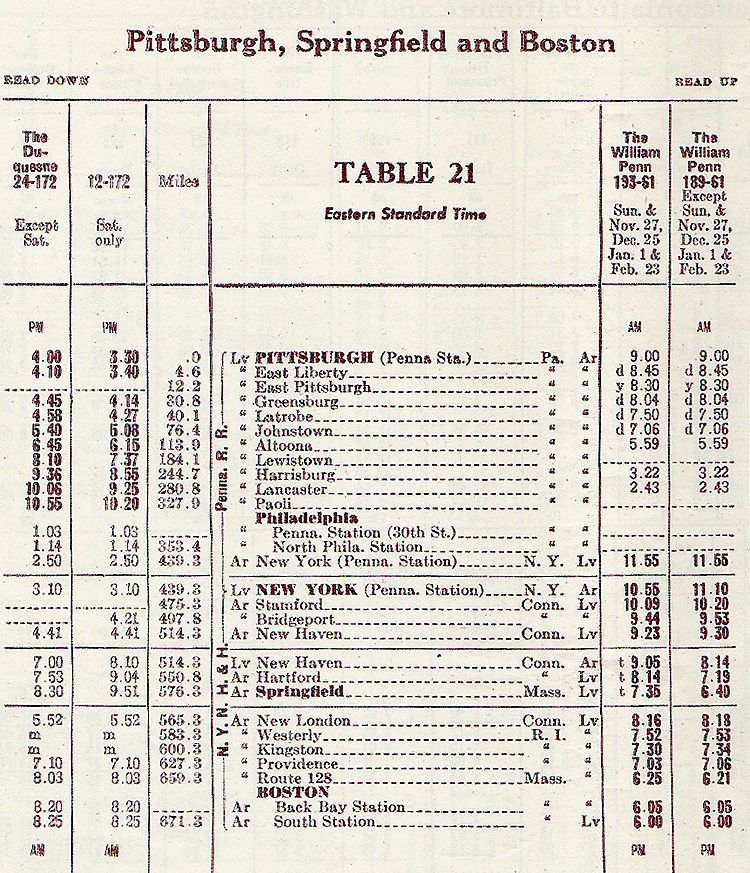 Pittsburgh, Springfield and Boston
READ DOWN READ UP
The Duquesne 24-172 Except Sat. 12-172 Sat. only Miles TABLE 21 Eastern Standard Time The William Penn 193-61 Sun. & Nov. 27, Dec. 25 Jan. 1 & Feb. 23 The William Penn 189-61 Except Sun. & Nov. 27, Dec. 25 Jan. 1 & Feb. 23
PM PM AM AM
Penna. R. R.
4.00 3.30 .0 Lv PITTSBURGH (Penna Sta.) Pa. Ar 9.00 9.00
4.10 3.40 4.6 " East Liberty " " d 8.45 d 8.45
12.2 " East Pittsburgh " " y 8.30 y 8.30
4.45 4.14 30.8 " Greensburg " " d 8.04 d 8.04
4.58 4.27 40.1 " Latrobe " " d 7.50 d 7.50
5.40 5.08 76.4 " Johnstown " " d 7.06 d 7.06
6.45 6.15 113.9 " Altoona " " 5.59 5.59
8.10 7.37 184.1 " Lewistown " "
9.36 8.55 244.7 " Harrisburg " " 3.22 3.22
10.06 9.25 280.8 " Lancaster " " 2.43 2.43
10.55 10.20 327.9 " Paoli " "
Philadelphia
1.03 1.03 " Penna. Station (30th St.) " "
1.14 1.14 353.4 " North Phila. Station " "
2.50 2.50 439.3 Ar New York (Penna. Station) N. Y. Lv 11.55 11.55
N. Y. N. H. & H.
3.10 3.10 439.3 Lv NEW YORK (Penna. Station) N. Y. Ar 10.55 11.10
475.3 Ar Stamford Conn. Lv 10.09 10.20
4.21 497.8 " Bridgeport " " 9.44 9.53
4.41 4.41 514.3 Ar New Haven Conn. Lv 9.23 9.30
7.00 8.10 514.3 Lv New Haven Conn. Ar t 9.05 8.14
7.53 9.04 550.8 Ar Hartford " Lv t 8.14 7.19
8.30 9.51 576.3 Ar Springfield Mass. Lv t 7.35 6.40
5.52 5.52 565.3 Ar New London Conn. Lv 8.16 8.18
m m 583.3 " Westerly R. I. " 7.52 7.53
m m 600.3 " Kingston " " 7.30 7.34
7.10 7.10 627.3 " Providence " " 7.03 7.06
8.03 8.03 659.3 " Route 128 Mass. " 6.25 6.21
BOSTON
8.20 8.20 Ar Back Bay Station " " 6.05 6.05
8.25 8.25 671.3 Ar South Station " Lv 6.00 6.00
AM AM PM PM